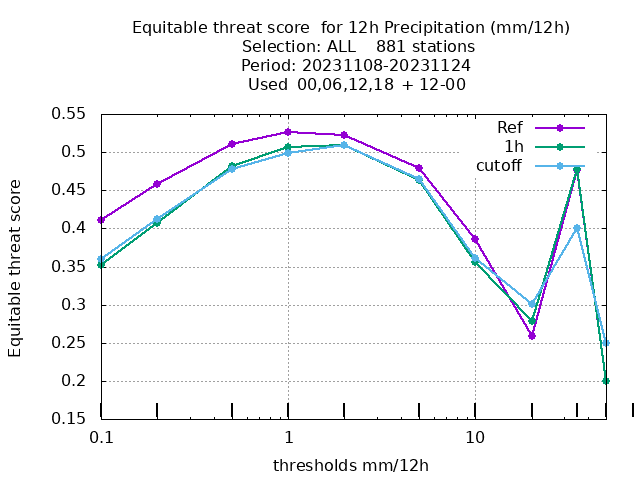 Equitable threat score  for 12h Precipitation (mm/12h)
Selection: ALL    881 stations
Period: 20231108-20231124
Used  00,06,12,18  + 12-00
Ref
1h
cutoff
0.55
0.5
0.45
0.4
0.35
0.3
0.25
0.2
0.15
Equitable threat score
0.1 1 10
thresholds mm/12h